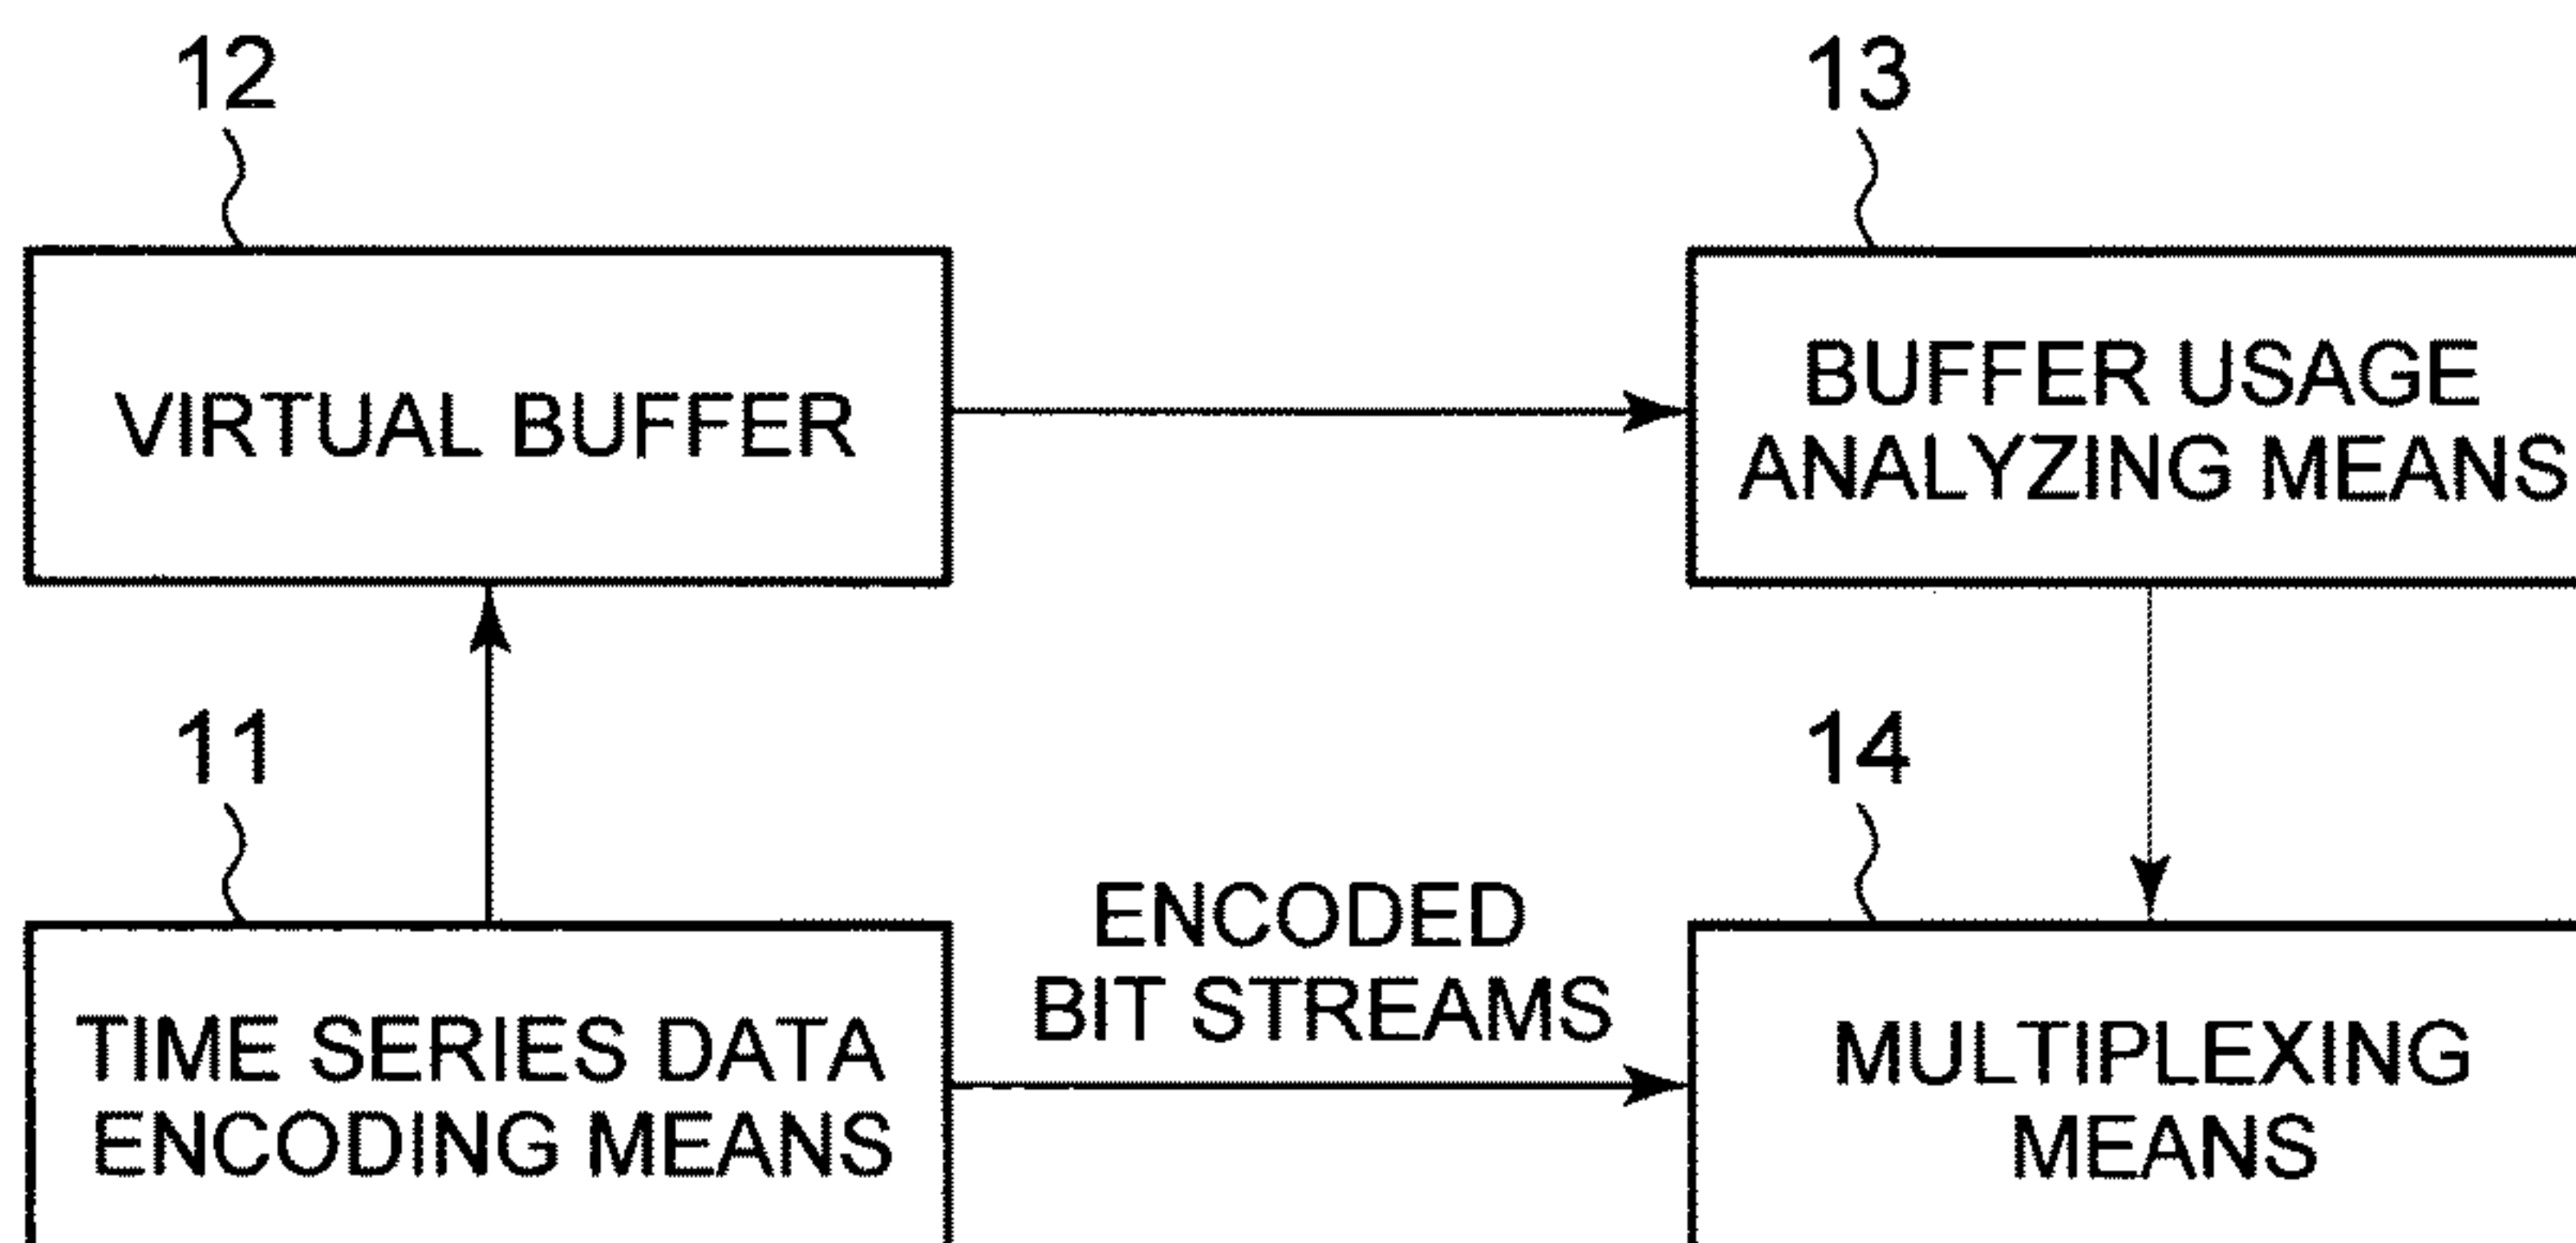 12
13
VIRTUAL BUFFER
BUFFER USAGE
ANALYZING MEANS
11
14
ENCODED
BIT STREAMS
TIME SERIES DATA
ENCODING MEANS
MULTIPLEXING
MEANS